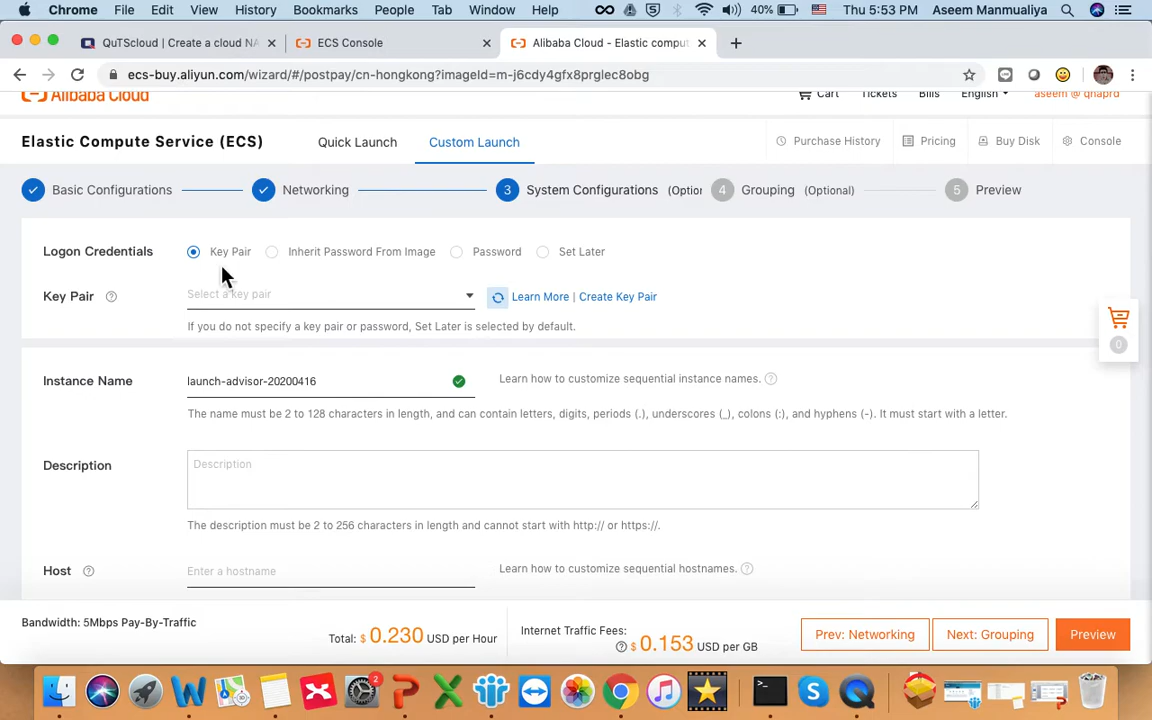 Chrome File Edit View History Bookmarks People Tab Window Help 40% Thu 5:53 PM Aseem Manmualiya
QuTScloud | Create a cloud NA ECS Console Alibaba Cloud - Elastic comput
ecs-buy.aliyun.com/wizard/#/postpay/cn-hongkong?imageId=m-j6cdy4gfx8prglec8obg
Alibaba Cloud Cart Tickets Bills English aseem @ qnaprd
Elastic Compute Service (ECS) Quick Launch Custom Launch Purchase History Pricing Buy Disk Console
Basic Configurations Networking 3 System Configurations (Option 4 Grouping (Optional) 5 Preview
Logon Credentials Key Pair Inherit Password From Image Password Set Later
Key Pair ? Select a key pair Learn More | Create Key Pair
If you do not specify a key pair or password, Set Later is selected by default.
0
Instance Name launch-advisor-20200416 Learn how to customize sequential instance names. ?
The name must be 2 to 128 characters in length, and can contain letters, digits, periods (.), underscores (_), colons (:), and hyphens (-). It must start with a letter.
Description Description
The description must be 2 to 256 characters in length and cannot start with http:// or https://.
Host ? Enter a hostname Learn how to customize sequential hostnames. ?
Bandwidth: 5Mbps Pay-By-Traffic
Total: $ 0.230 USD per Hour
Internet Traffic Fees:
? $ 0.153 USD per GB
Prev: Networking Next: Grouping Preview
2